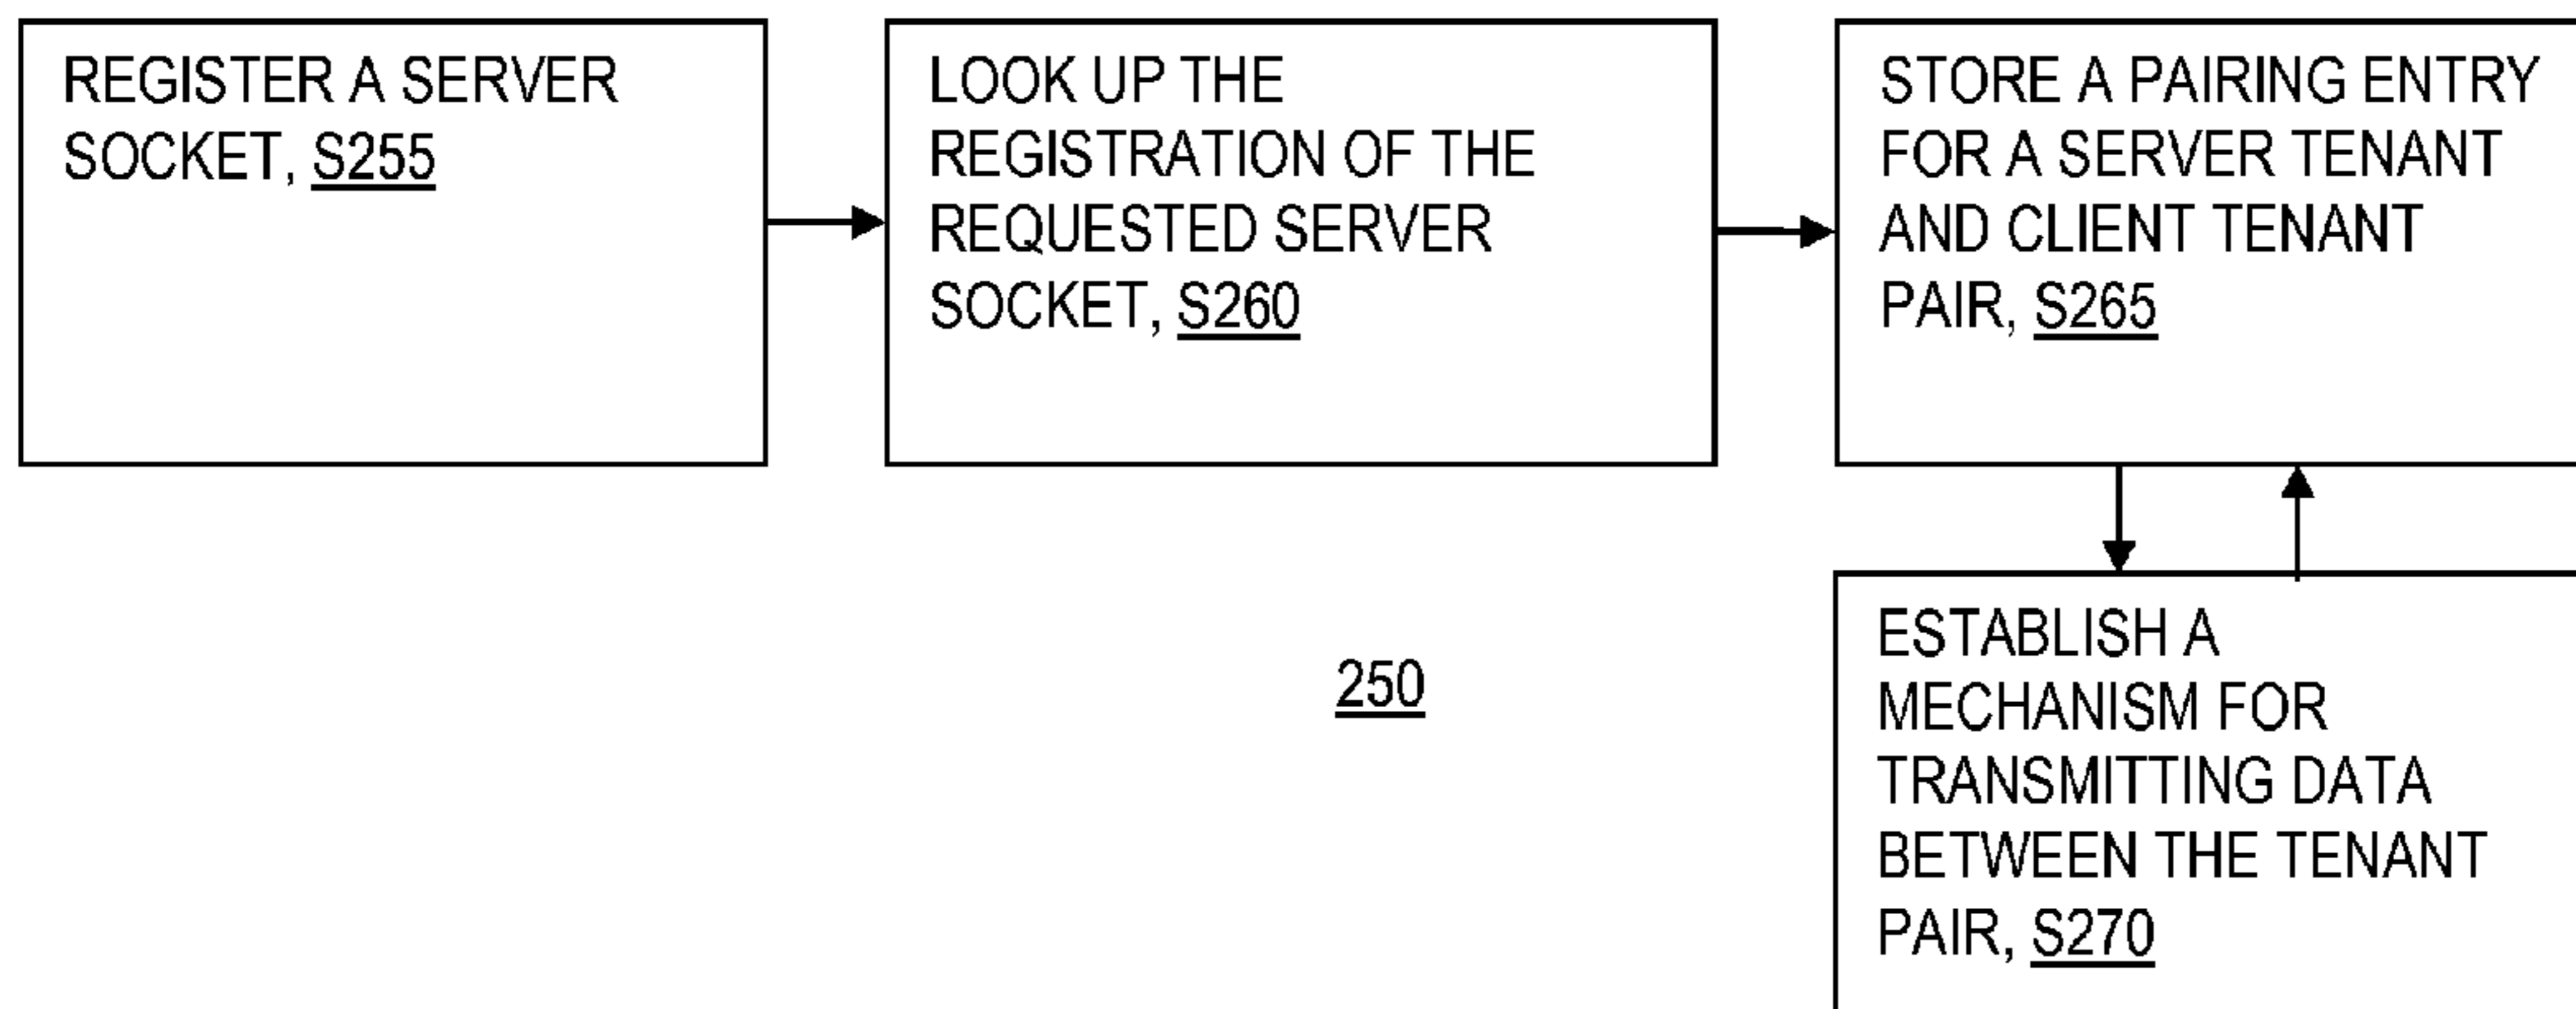 REGISTER A SERVER
SOCKET, S255
LOOK UP THE
REGISTRATION OF THE
REQUESTED SERVER
SOCKET, S260
STORE A PAIRING ENTRY
FOR A SERVER TENANT
AND CLIENT TENANT
PAIR, S265
250
ESTABLISH A
MECHANISM FOR
TRANSMITTING DATA
BETWEEN THE TENANT
PAIR, S270